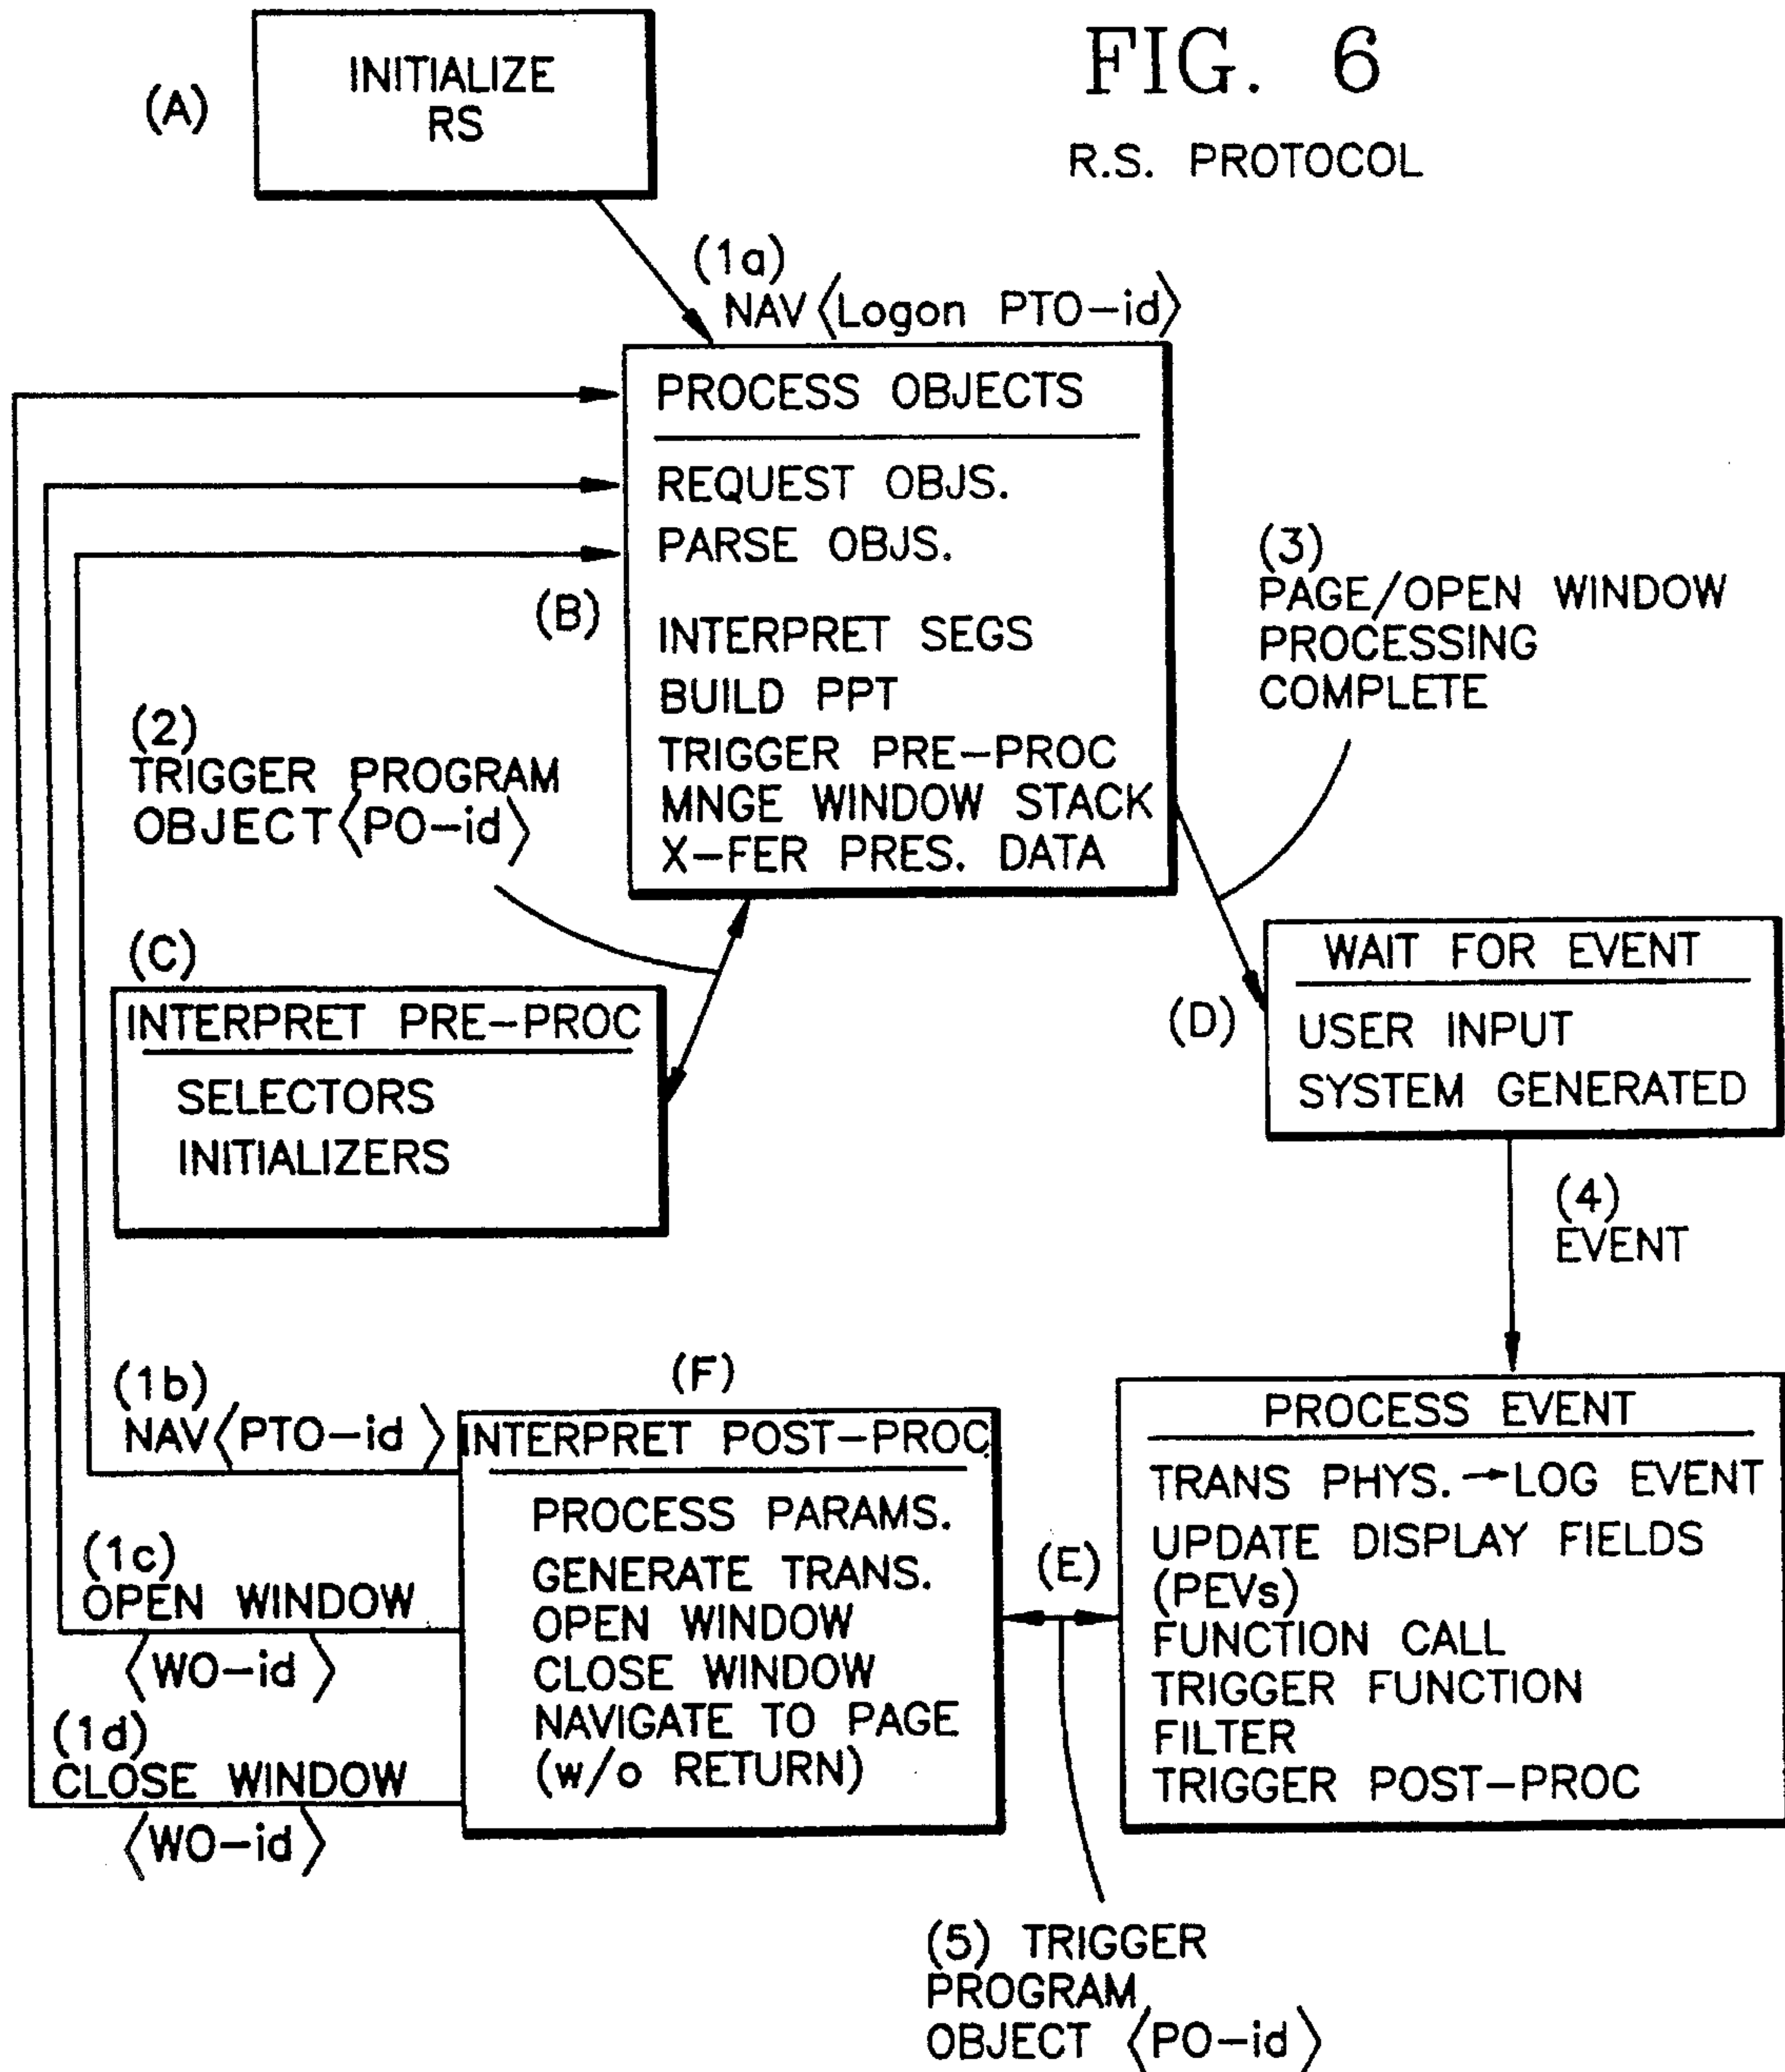 FIG. 6
R.S. PROTOCOL
(A)
INITIALIZE
RS
(1a)
NAV〈Logon PTO-id〉
PROCESS OBJECTS
REQUEST OBJS.
PARSE OBJS.
(B)
INTERPRET SEGS
BUILD PPT
TRIGGER PRE-PROC
MNGE WINDOW STACK
X-FER PRES. DATA
(2)
TRIGGER PROGRAM
OBJECT〈PO-id〉
(3)
PAGE/OPEN WINDOW
PROCESSING
COMPLETE
(C)
INTERPRET PRE-PROC
SELECTORS
INITIALIZERS
(D)
WAIT FOR EVENT
USER INPUT
SYSTEM GENERATED
(4)
EVENT
(1b)
NAV〈PTO-id〉
(1c)
OPEN WINDOW
〈WO-id〉
(1d)
CLOSE WINDOW
〈WO-id〉
(F)
INTERPRET POST-PROC
PROCESS PARAMS.
GENERATE TRANS.
OPEN WINDOW
CLOSE WINDOW
NAVIGATE TO PAGE
(w/o RETURN)
(E)
PROCESS EVENT
TRANS PHYS.→LOG EVENT
UPDATE DISPLAY FIELDS
(PEVs)
FUNCTION CALL
TRIGGER FUNCTION
FILTER
TRIGGER POST-PROC
(5) TRIGGER
PROGRAM
OBJECT 〈PO-id〉